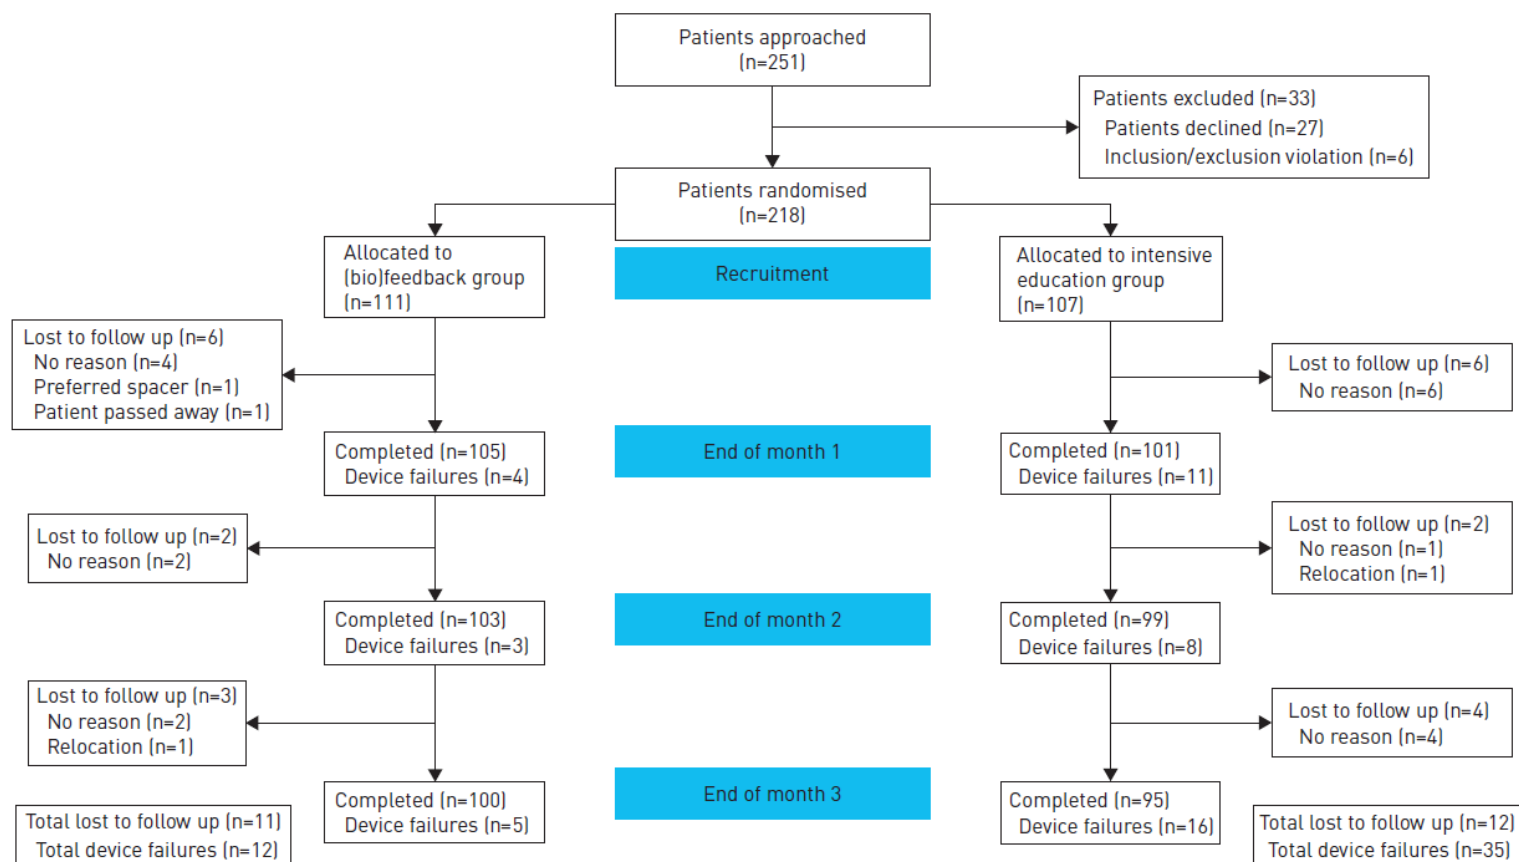 Patients approached
(n=251)
Patients excluded (n=33)
Patients declined (n=27)
Inclusion/exclusion violation (n=6)
Patients randomised
(n=218)
Allocated to
(bio)feedback group
(n=111)
Recruitment
Allocated to intensive
education group
(n=107)
Lost to follow up (n=6)
No reason (n=4)
Preferred spacer (n=1)
Patient passed away (n=1)
Lost to follow up (n=6)
No reason (n=6)
Completed (n=105)
Device failures (n=4)
End of month 1
Completed (n=101)
Device failures (n=11)
Lost to follow up (n=2)
No reason (n=2)
Lost to follow up (n=2)
No reason (n=1)
Relocation (n=1)
Completed (n=103)
Device failures (n=3)
End of month 2
Completed (n=99)
Device failures (n=8)
Lost to follow up (n=3)
No reason (n=2)
Relocation (n=1)
Lost to follow up (n=4)
No reason (n=4)
Completed (n=100)
Device failures (n=5)
End of month 3
Completed (n=95)
Device failures (n=16)
Total lost to follow up (n=11)
Total device failures (n=12)
Total lost to follow up (n=12)
Total device failures (n=35)